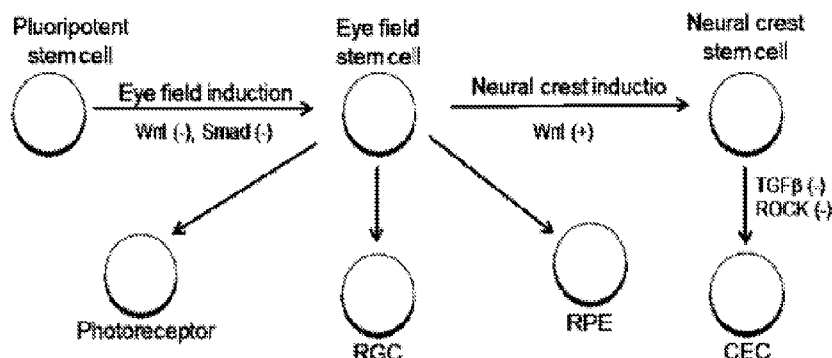 Pluoripotent
stem cell
Eye field
stem cell
Neural crest
stem cell
Eye field induction
Wnt (-), Smad (-)
Neural crest inductio
Wnt (+)
TGFβ (-)
ROCK (-)
Photoreceptor
RGC
RPE
CEC